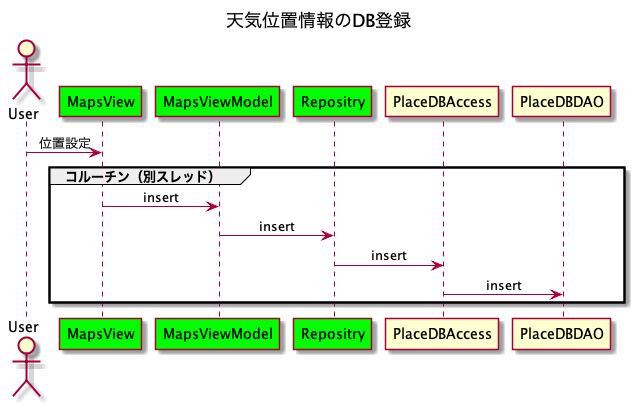 天気位置情報のDB登録
User
MapsView
MapsViewModel
Repositry
PlaceDBAccess
PlaceDBDAO
位置設定
コルーチン（別スレッド）
insert
insert
insert
insert
User
MapsView
MapsViewModel
Repositry
PlaceDBAccess
PlaceDBDAO